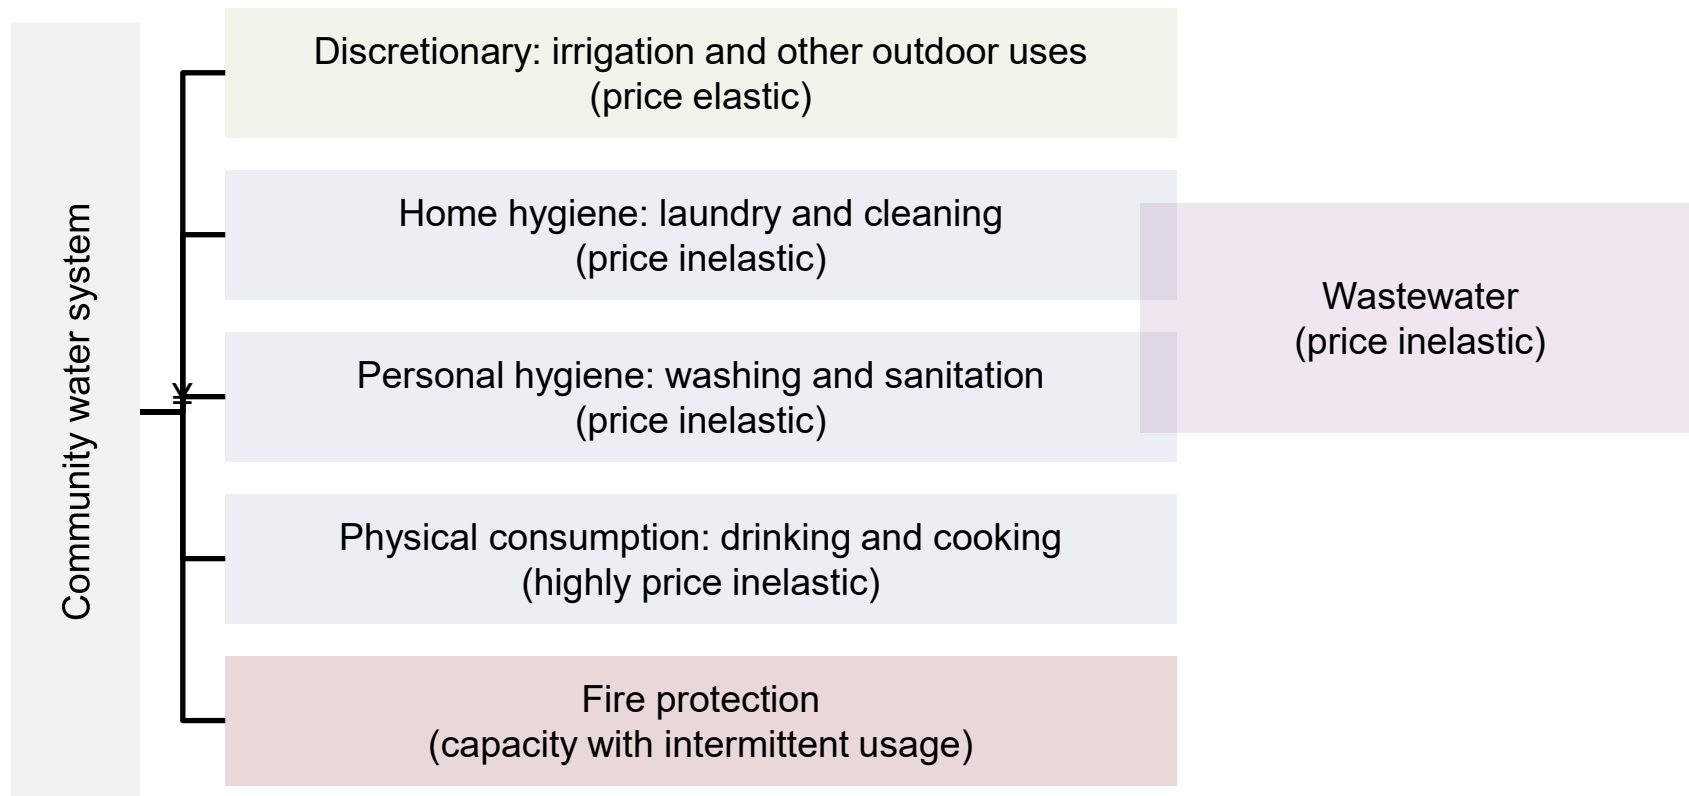 Community water system
Discretionary: irrigation and other outdoor uses
(price elastic)
Home hygiene: laundry and cleaning
(price inelastic)
Wastewater
(price inelastic)
Personal hygiene: washing and sanitation
(price inelastic)
¥
Physical consumption: drinking and cooking
(highly price inelastic)
Fire protection
(capacity with intermittent usage)